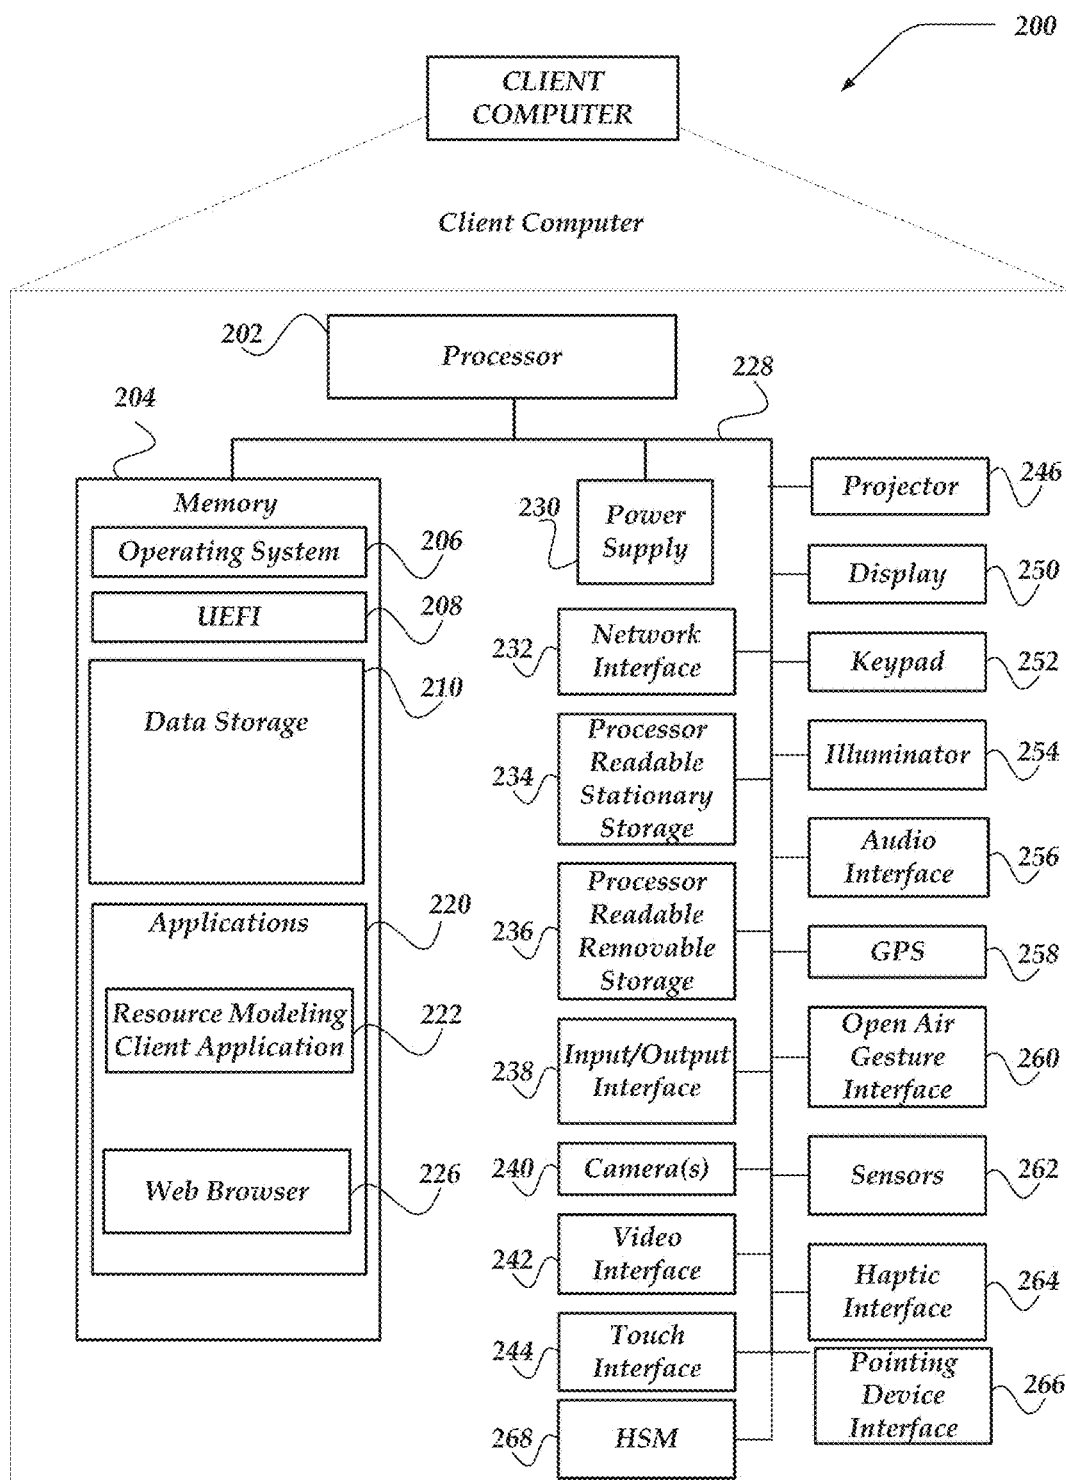 200
CLIENT
COMPUTER
Client Computer
202
Processor
228
204
Memory
Operating System
206
UEFI
208
210
Data Storage
Applications
220
Resource Modeling
Client Application
222
Web Browser
226
230
Power
Supply
232
Network
Interface
234
Processor
Readable
Stationary
Storage
236
Processor
Readable
Removable
Storage
238
Input/Output
Interface
240
Camera(s)
242
Video
Interface
244
Touch
Interface
268
HSM
Projector
246
Display
250
Keypad
252
Illuminator
254
Audio
Interface
256
GPS
258
Open Air
Gesture
Interface
260
Sensors
262
Haptic
Interface
264
Pointing
Device
Interface
266